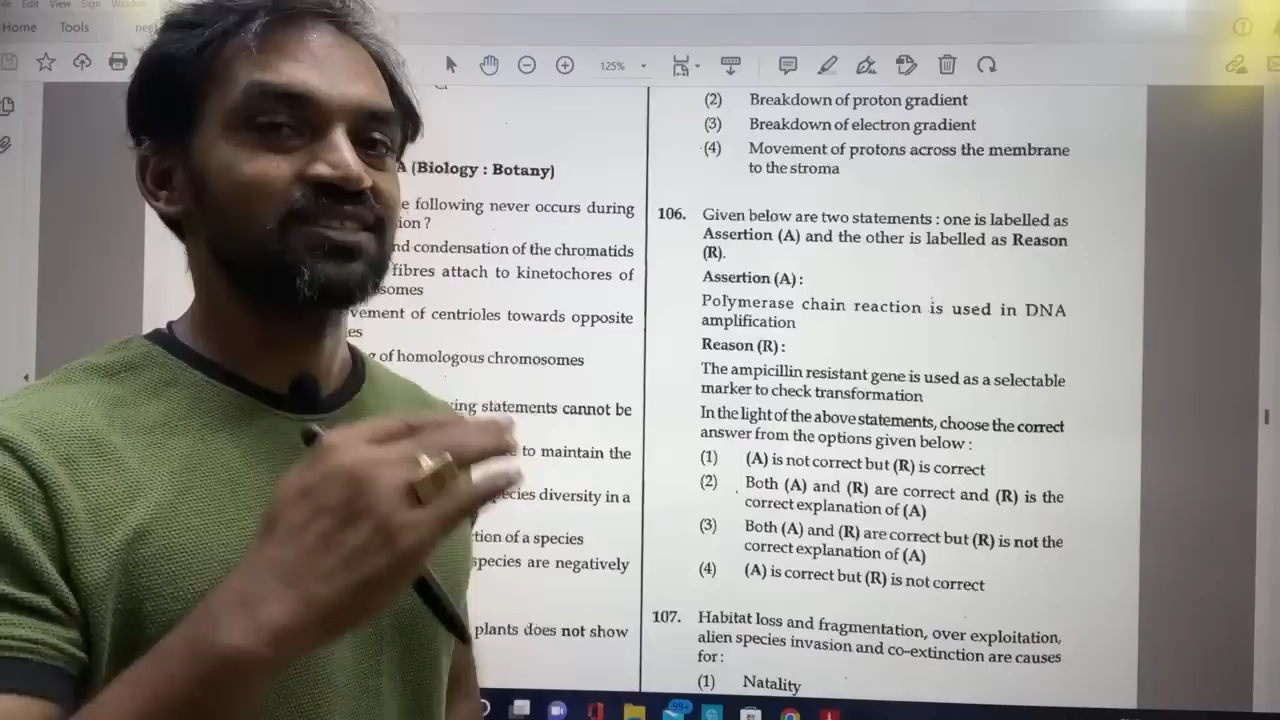 File Edit View Sign Window
Home Tools
125%
A (Biology : Botany)
e following never occurs during
ion ?
nd condensation of the chromatids
fibres attach to kinetochores of
somes
vement of centrioles towards opposite
es
g of homologous chromosomes
ing statements cannot be
to maintain the
pecies diversity in a
tion of a species
species are negatively
plants does not show
(2) Breakdown of proton gradient
(3) Breakdown of electron gradient
(4) Movement of protons across the membrane
to the stroma
106. Given below are two statements : one is labelled as
Assertion (A) and the other is labelled as Reason
(R).
Assertion (A) :
Polymerase chain reaction is used in DNA
amplification
Reason (R) :
The ampicillin resistant gene is used as a selectable
marker to check transformation
In the light of the above statements, choose the correct
answer from the options given below :
(1) (A) is not correct but (R) is correct
(2) Both (A) and (R) are correct and (R) is the
correct explanation of (A)
(3) Both (A) and (R) are correct but (R) is not the
correct explanation of (A)
(4) (A) is correct but (R) is not correct
107. Habitat loss and fragmentation, over exploitation,
alien species invasion and co-extinction are causes
for :
(1) Natality
99+